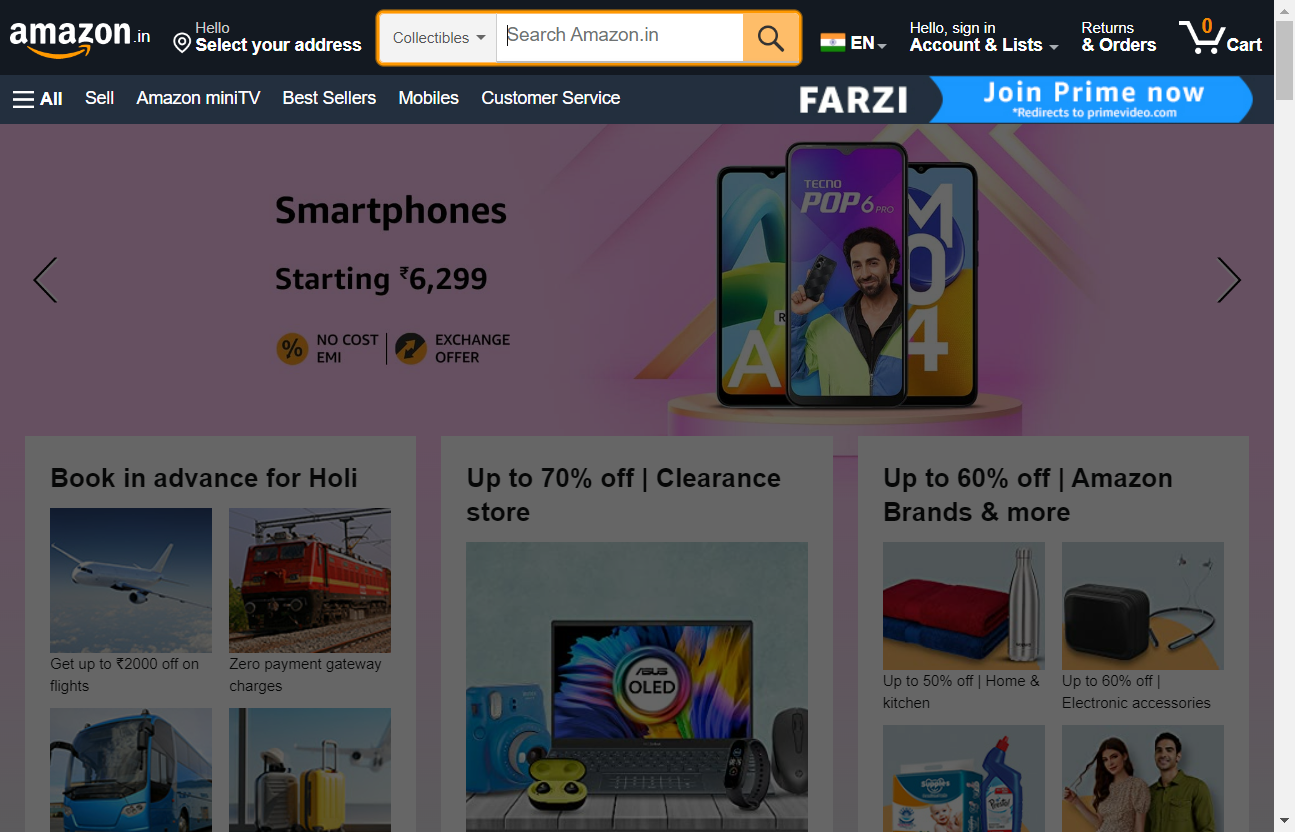 amazon.in
Hello
Select your address
Collectibles
Search Amazon.in
EN
Hello, sign in
Account & Lists
Returns
& Orders
0
Cart
All
Sell
Amazon miniTV
Best Sellers
Mobiles
Customer Service
FARZI
Join Prime now
*Redirects to primevideo.com
Smartphones
Starting ₹6,299
% NO COST
EMI
EXCHANGE
OFFER
TECNO
POP 6 PRO
R
A
M
0
4
Book in advance for Holi
Get up to ₹2000 off on
flights
Zero payment gateway
charges
Up to 70% off | Clearance
store
ASUS
OLED
Up to 60% off | Amazon
Brands & more
Up to 50% off | Home &
kitchen
Up to 60% off |
Electronic accessories